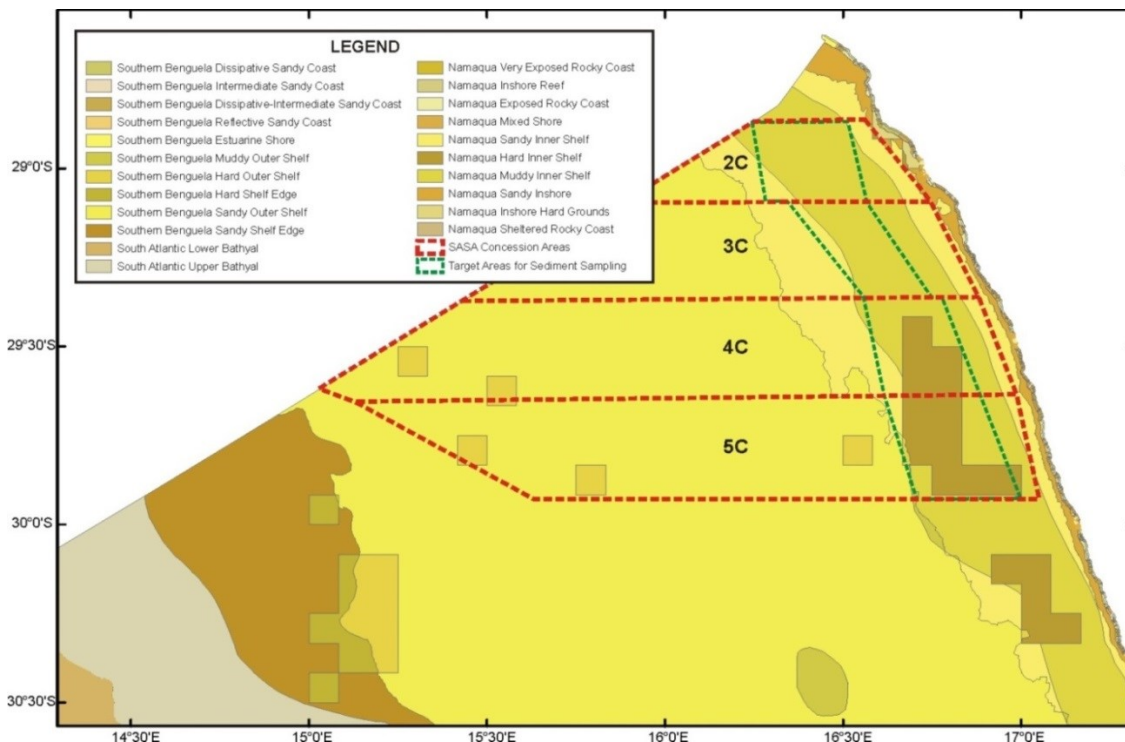 LEGEND
Southern Benguela Dissipative Sandy Coast
Southern Benguela Intermediate Sandy Coast
Southern Benguela Dissipative-Intermediate Sandy Coast
Southern Benguela Reflective Sandy Coast
Southern Benguela Estuarine Shore
Southern Benguela Muddy Outer Shelf
Southern Benguela Hard Outer Shelf
Southern Benguela Hard Shelf Edge
Southern Benguela Sandy Outer Shelf
Southern Benguela Sandy Shelf Edge
South Atlantic Lower Bathyal
South Atlantic Upper Bathyal
Namaqua Very Exposed Rocky Coast
Namaqua Inshore Reef
Namaqua Exposed Rocky Coast
Namaqua Mixed Shore
Namaqua Sandy Inner Shelf
Namaqua Hard Inner Shelf
Namaqua Muddy Inner Shelf
Namaqua Sandy Inshore
Namaqua Inshore Hard Grounds
Namaqua Sheltered Rocky Coast
SASA Concession Areas
Target Areas for Sediment Sampling
2C
3C
4C
5C
29°0'S
29°30'S
30°0'S
30°30'S
14°30'E
15°0'E
15°30'E
16°0'E
16°30'E
17°0'E